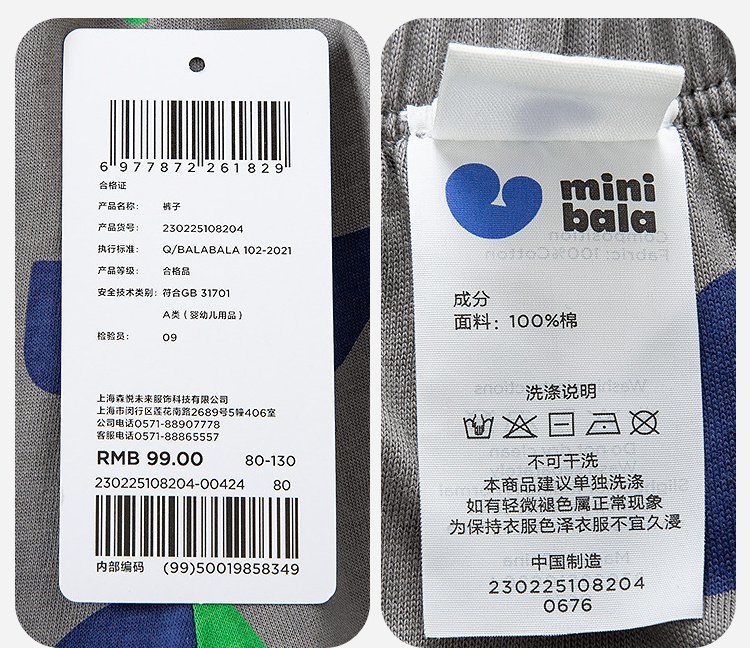 6 977872 261829
合格证
产品名称: 裤子
产品货号: 230225108204
执行标准: Q/BALABALA 102-2021
产品等级: 合格品
安全技术类别: 符合GB 31701
A类（婴幼儿用品）
检验员: 09
上海森悦未来服饰科技有限公司
上海市闵行区莲花南路2689号5幢406室
公司电话0571-88907778
客服电话0571-88865557
RMB 99.00 80-130
230225108204-00424 80
内部编码 (99)50019858349
mini
bala
Composition
Fabric: 100%Cotton
成分
面料: 100%棉
洗涤说明
不可干洗
本商品建议单独洗涤
如有轻微褪色属正常现象
为保持衣服色泽衣服不宜久浸
中国制造
230225108204
0676